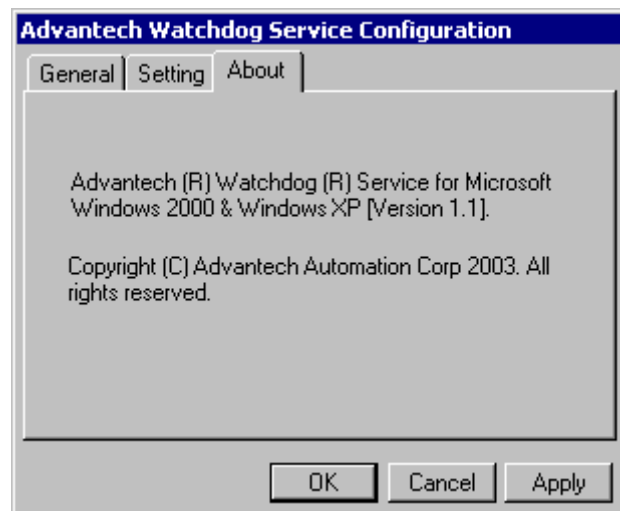 Advantech Watchdog Service Configuration
General Setting About
Advantech (R) Watchdog (R) Service for Microsoft
Windows 2000 & Windows XP [Version 1.1].
Copyright (C) Advantech Automation Corp 2003. All
rights reserved.
OK Cancel Apply